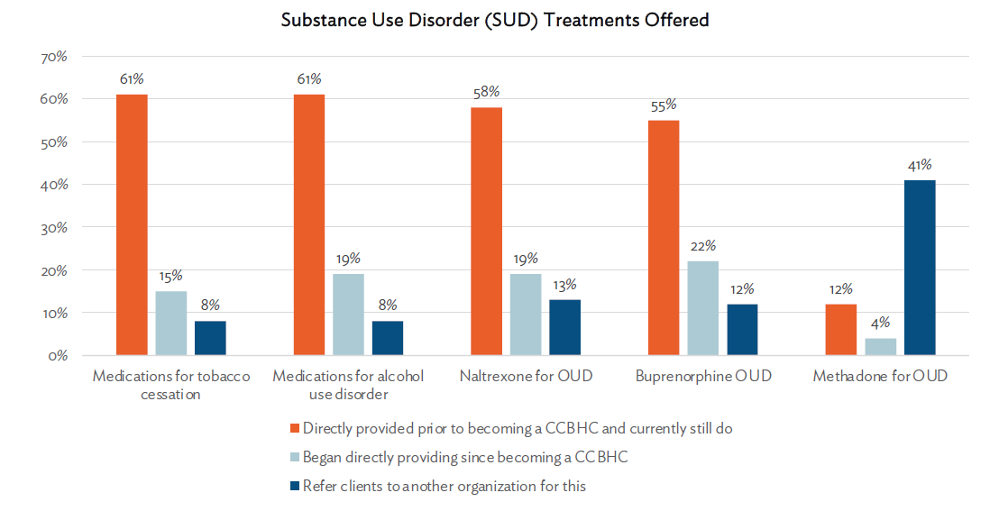 Substance Use Disorder (SUD) Treatments Offered
70%
60%
50%
40%
30%
20%
10%
0%
61%
15%
8%
61%
19%
8%
58%
19%
13%
55%
22%
12%
12%
4%
41%
Medications for tobacco
cessation
Medications for alcohol
use disorder
Naltrexone for OUD
Buprenorphine OUD
Methadone for OUD
Directly provided prior to becoming a CCBHC and currently still do
Began directly providing since becoming a CCBHC
Refer clients to another organization for this